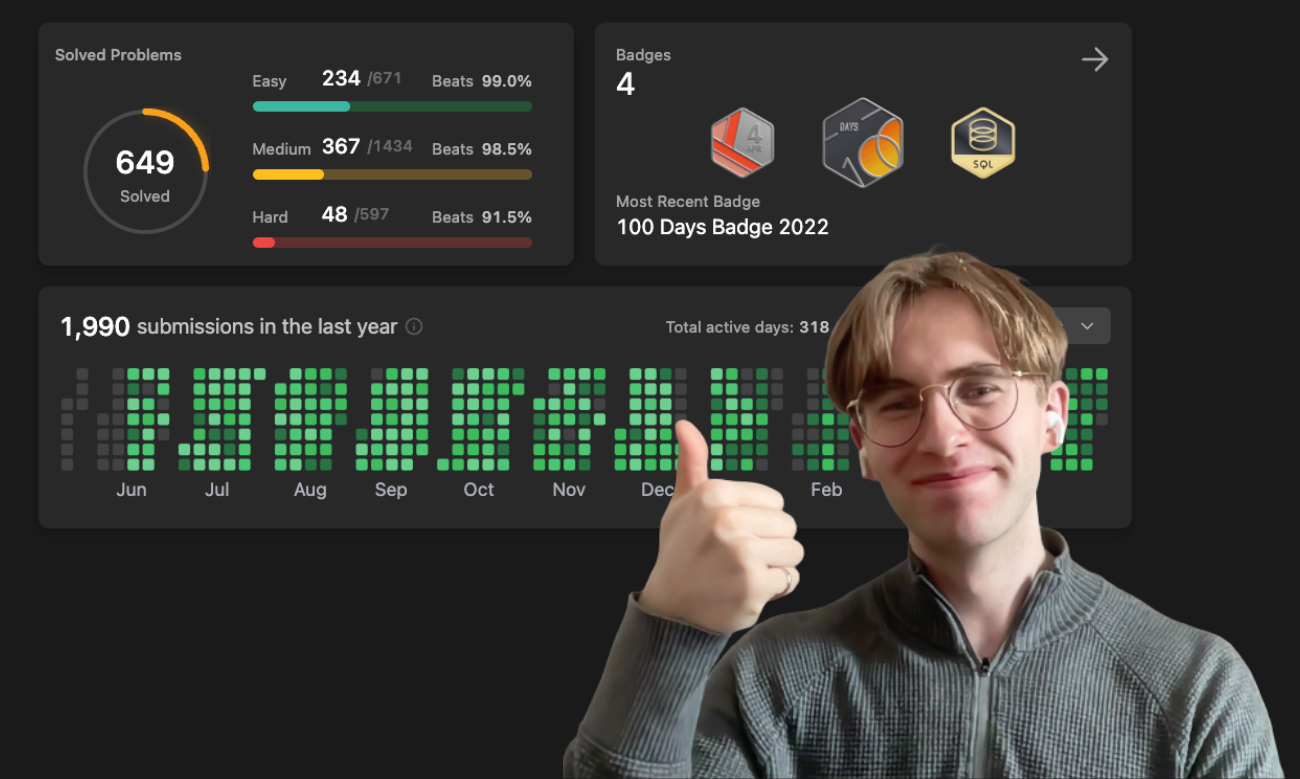 Solved Problems
649
Solved
Easy 234 /671 Beats 99.0%
Medium 367 /1434 Beats 98.5%
Hard 48 /597 Beats 91.5%
Badges
4
4
APR
DAYS
SQL
Most Recent Badge
100 Days Badge 2022
1,990 submissions in the last year
Total active days: 318
Jun Jul Aug Sep Oct Nov Dec Feb